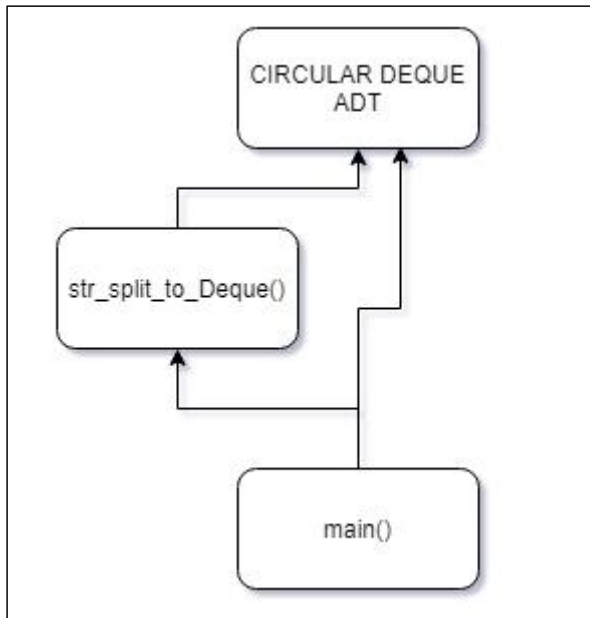 CIRCULAR DEQUE
ADT
str_split_to_Deque()
main()